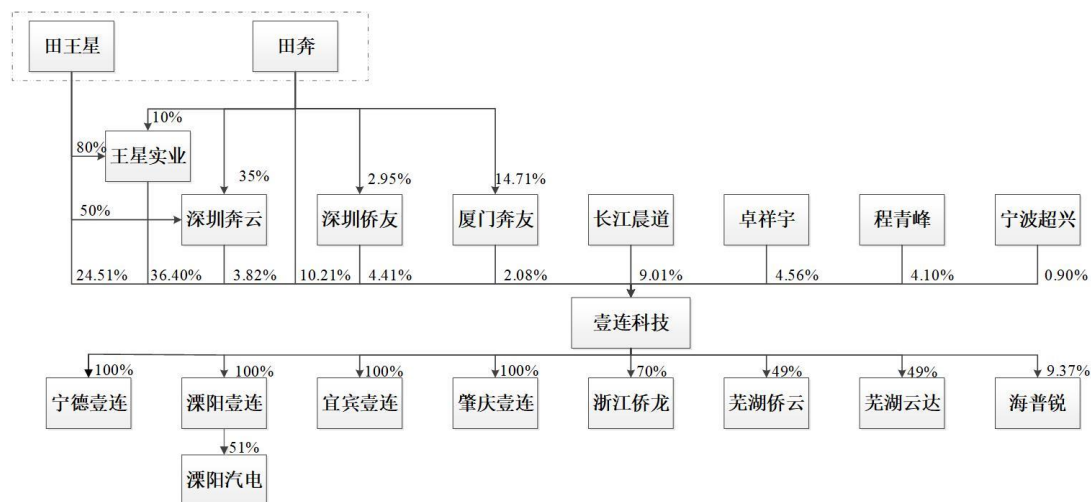 田王星
田奔
10%
80%
王星实业
35%
2.95%
14.71%
50%
深圳奔云
深圳侨友
厦门奔友
长江晨道
卓祥宇
程青峰
宁波超兴
24.51%
36.40%
3.82%
10.21%
4.41%
2.08%
9.01%
4.56%
4.10%
0.90%
壹连科技
100%
100%
100%
100%
70%
49%
49%
9.37%
宁德壹连
溧阳壹连
宜宾壹连
肇庆壹连
浙江侨龙
芜湖侨云
芜湖云达
海普锐
51%
溧阳汽电